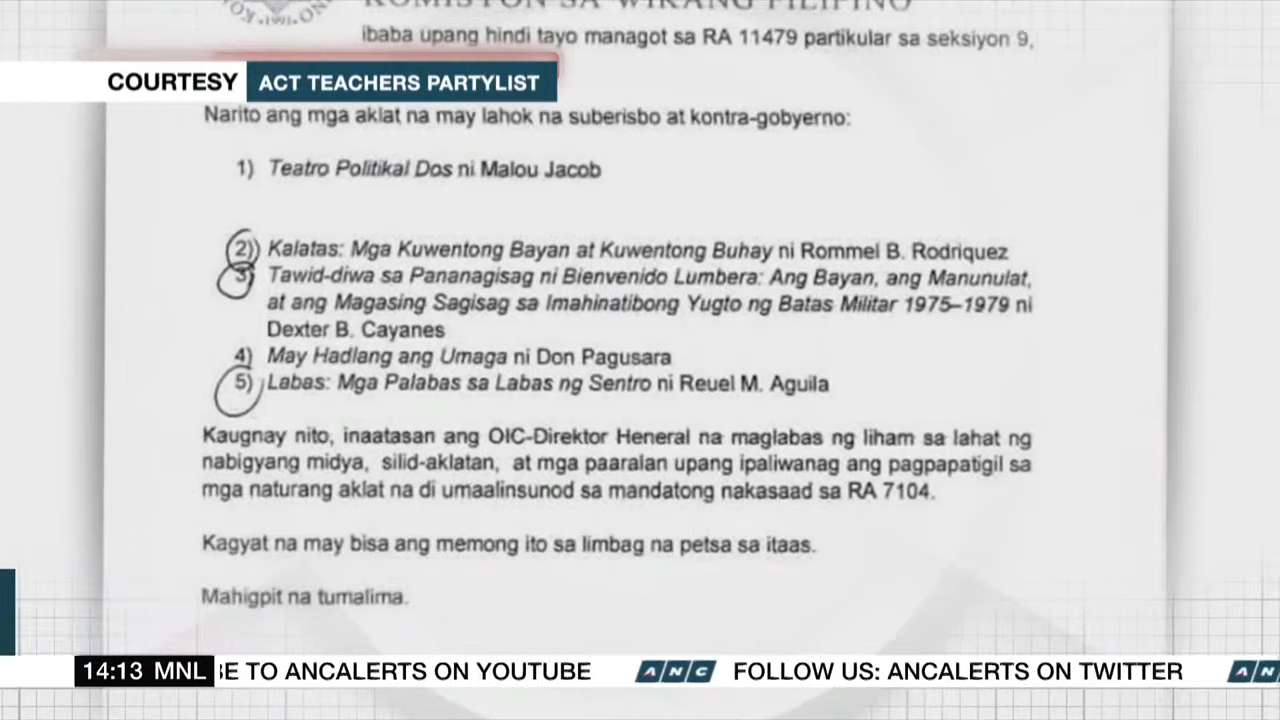 KOMISYON SA WIKANG FILIPINO
1991
ibaba upang hindi tayo managot sa RA 11479 partikular sa seksiyon 9,
COURTESY ACT TEACHERS PARTYLIST
Narito ang mga aklat na may lahok na suberisbo at kontra-gobyerno:
1) Teatro Politikal Dos ni Malou Jacob
2) Kalatas: Mga Kuwentong Bayan at Kuwentong Buhay ni Rommel B. Rodriquez
3) Tawid-diwa sa Pananagisag ni Bienvenido Lumbera: Ang Bayan, ang Manunulat,
at ang Magasing Sagisag sa Imahinatibong Yugto ng Batas Militar 1975–1979 ni
Dexter B. Cayanes
4) May Hadlang ang Umaga ni Don Pagusara
5) Labas: Mga Palabas sa Labas ng Sentro ni Reuel M. Aguila
Kaugnay nito, inaatasan ang OIC-Direktor Heneral na maglabas ng liham sa lahat ng
nabigyang midya, silid-aklatan, at mga paaralan upang ipaliwanag ang pagpapatigil sa
mga naturang aklat na di umaalinsunod sa mandatong nakasaad sa RA 7104.
Kagyat na may bisa ang memong ito sa limbag na petsa sa itaas.
Mahigpit na tumalima.
14:13 MNL BE TO ANCALERTS ON YOUTUBE ANC FOLLOW US: ANCALERTS ON TWITTER AN